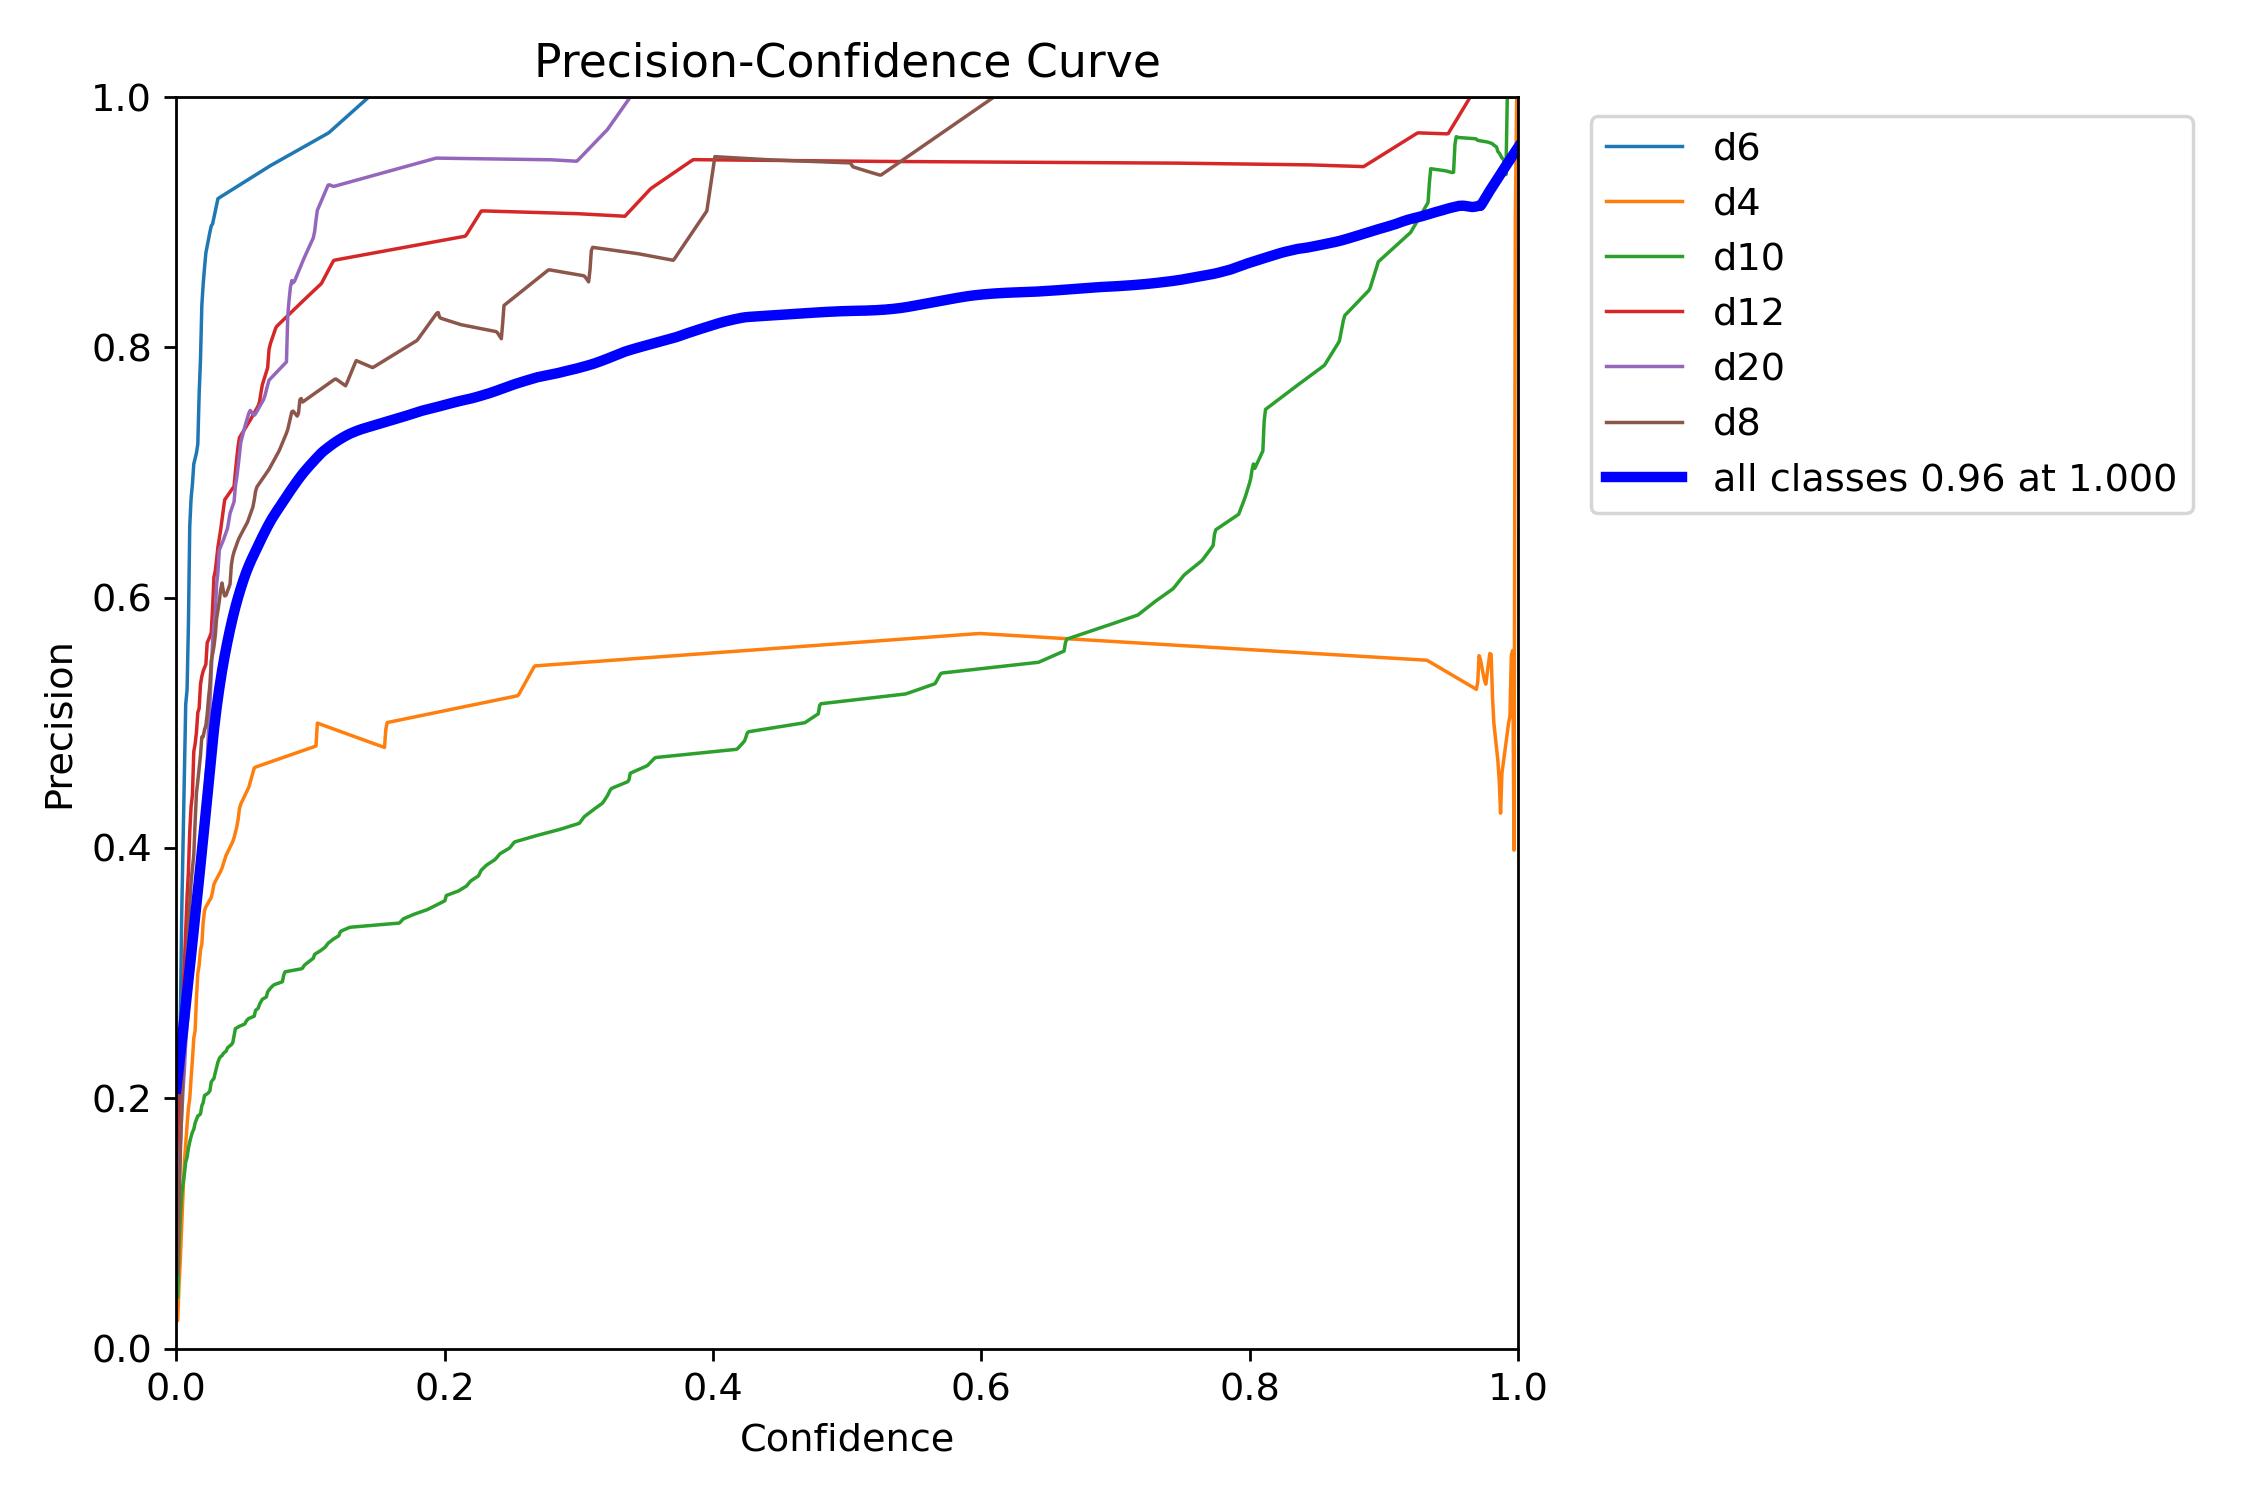 Precision-Confidence Curve
1.0
0.8
0.6
0.4
0.2
0.0
Precision
0.0 0.2 0.4 0.6 0.8 1.0
Confidence
d6
d4
d10
d12
d20
d8
all classes 0.96 at 1.000